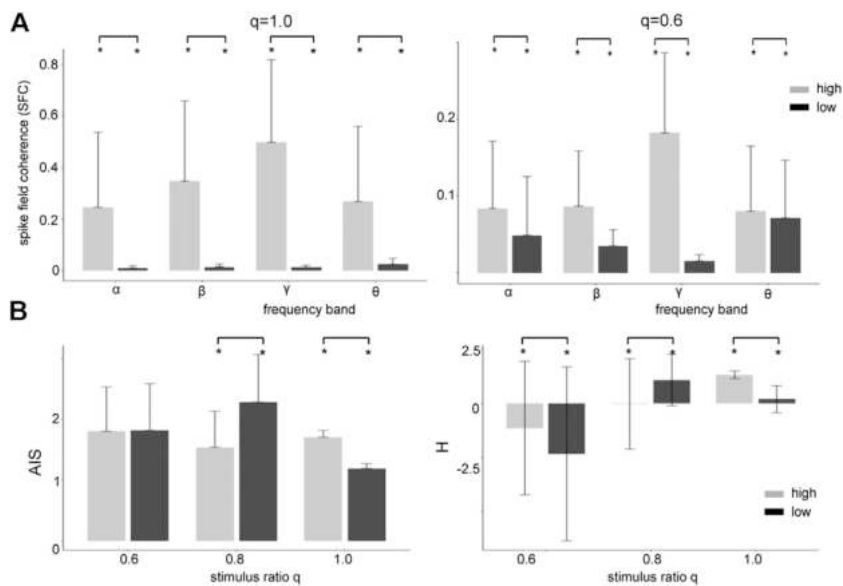 A
q=1.0
q=0.6
* * * * * * * *
* * * * * * * *
spike field coherence (SFC)
0.8
0.6
0.4
0.2
0
0.2
0.1
high
low
α β γ θ
frequency band
α β γ θ
frequency band
B
* * * *
* * * * * *
AIS
2
1
0
0.6 0.8 1.0
stimulus ratio q
H
2.5
0
-2.5
high
low
0.6 0.8 1.0
stimulus ratio q